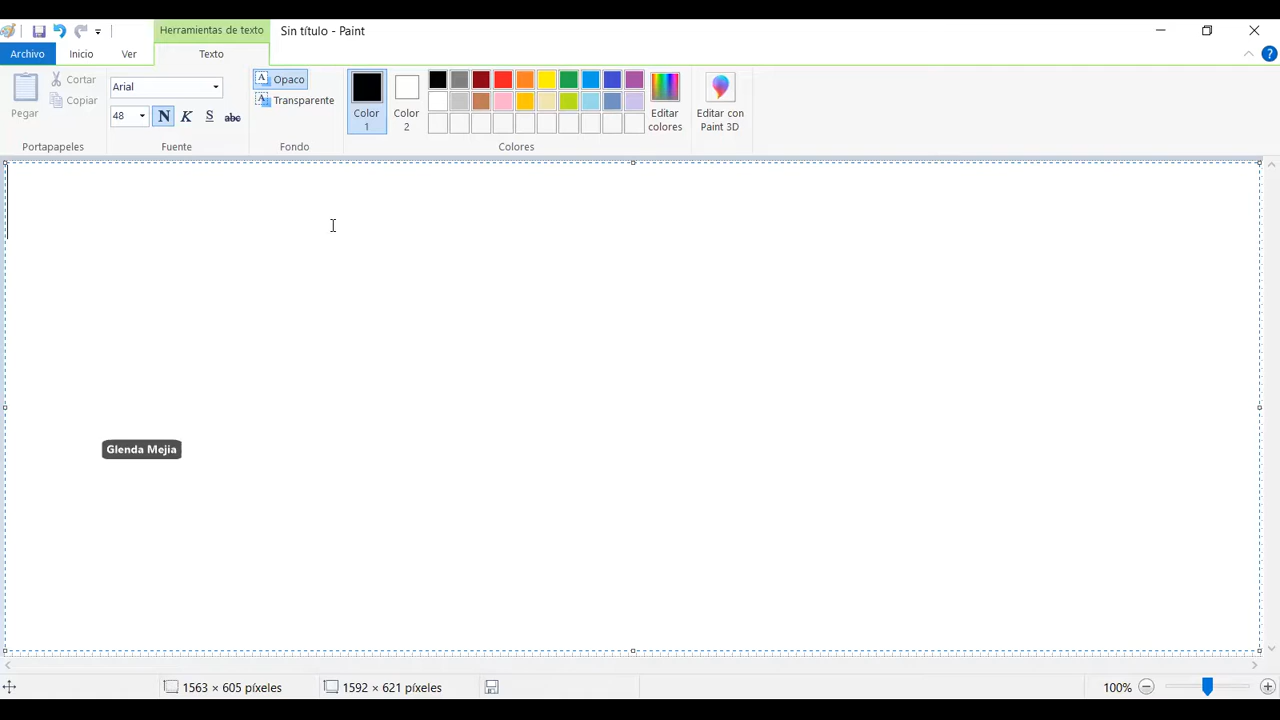 Herramientas de texto
Sin título - Paint
Archivo
Inicio
Ver
Texto
Pegar
Cortar
Copiar
Portapapeles
Arial
48
N K S abc
Fuente
Opaco
Transparente
Fondo
Color 1
Color 2
Editar colores
Colores
Editar con Paint 3D
Glenda Mejia
1563 × 605 píxeles
1592 × 621 píxeles
100%